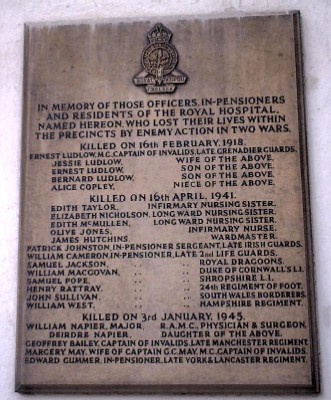 ROYAL HOSPITAL
CHELSEA
IN MEMORY OF THOSE OFFICERS, IN-PENSIONERS
AND RESIDENTS OF THE ROYAL HOSPITAL,
NAMED HEREON, WHO LOST THEIR LIVES WITHIN
THE PRECINCTS BY ENEMY ACTION IN TWO WARS.
KILLED ON 16TH FEBRUARY, 1918.
ERNEST LUDLOW, M.C., CAPTAIN OF INVALIDS, LATE GRENADIER GUARDS.
JESSIE LUDLOW, WIFE OF THE ABOVE.
ERNEST LUDLOW, SON OF THE ABOVE.
BERNARD LUDLOW, SON OF THE ABOVE.
ALICE COPLEY, NIECE OF THE ABOVE.
KILLED ON 16TH APRIL, 1941.
EDITH TAYLOR, INFIRMARY NURSING SISTER.
ELIZABETH NICHOLSON, LONG WARD NURSING SISTER.
EDITH McMULLEN, LONG WARD NURSING SISTER.
OLIVE JONES, INFIRMARY NURSE.
JAMES HUTCHINS, WARDMASTER.
PATRICK JOHNSTON, IN-PENSIONER SERGEANT, LATE IRISH GUARDS.
WILLIAM CAMERON, IN-PENSIONER, LATE 2ND LIFE GUARDS.
SAMUEL JACKSON, " " ROYAL DRAGOONS.
WILLIAM MACGOVAN, " " DUKE OF CORNWALL'S L.I.
SAMUEL POPE, " " SHROPSHIRE L.I.
HENRY RATTRAY, " " 24TH REGIMENT OF FOOT.
JOHN SULLIVAN, " " SOUTH WALES BORDERERS.
WILLIAM WEST, " " HAMPSHIRE REGIMENT.
KILLED ON 3RD JANUARY, 1945.
WILLIAM NAPIER, MAJOR, R.A.M.C., PHYSICIAN & SURGEON.
DEIRDRE NAPIER, DAUGHTER OF THE ABOVE.
GEOFFREY BAILEY, CAPTAIN OF INVALIDS, LATE MANCHESTER REGIMENT.
MARGERY MAY, WIFE OF CAPTAIN G.C. MAY, M.C., CAPTAIN OF INVALIDS.
EDWARD GUMMER, IN-PENSIONER, LATE YORK & LANCASTER REGIMENT.